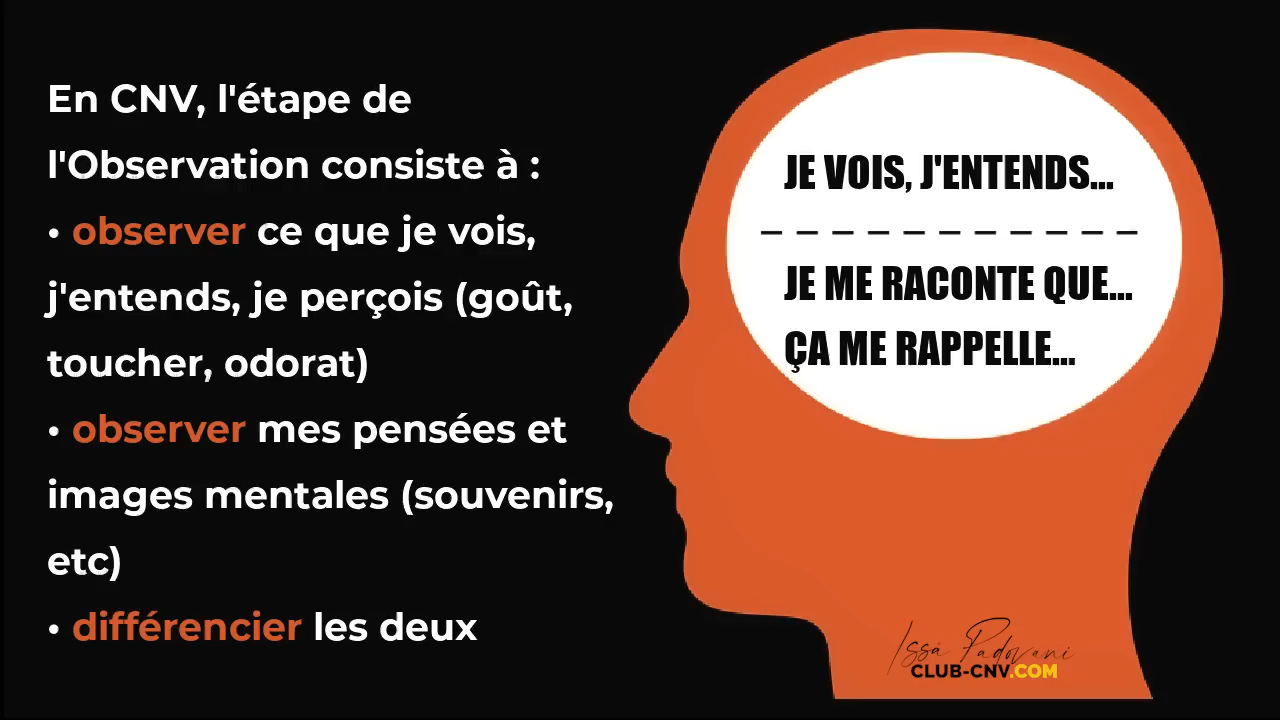 En CNV, l'étape de
l'Observation consiste à :
• observer ce que je vois,
j'entends, je perçois (goût,
toucher, odorat)
• observer mes pensées et
images mentales (souvenirs,
etc)
• différencier les deux
JE VOIS, J'ENTENDS...
JE ME RACONTE QUE...
ÇA ME RAPPELLE...
Issâ Padovani
CLUB-CNV.COM